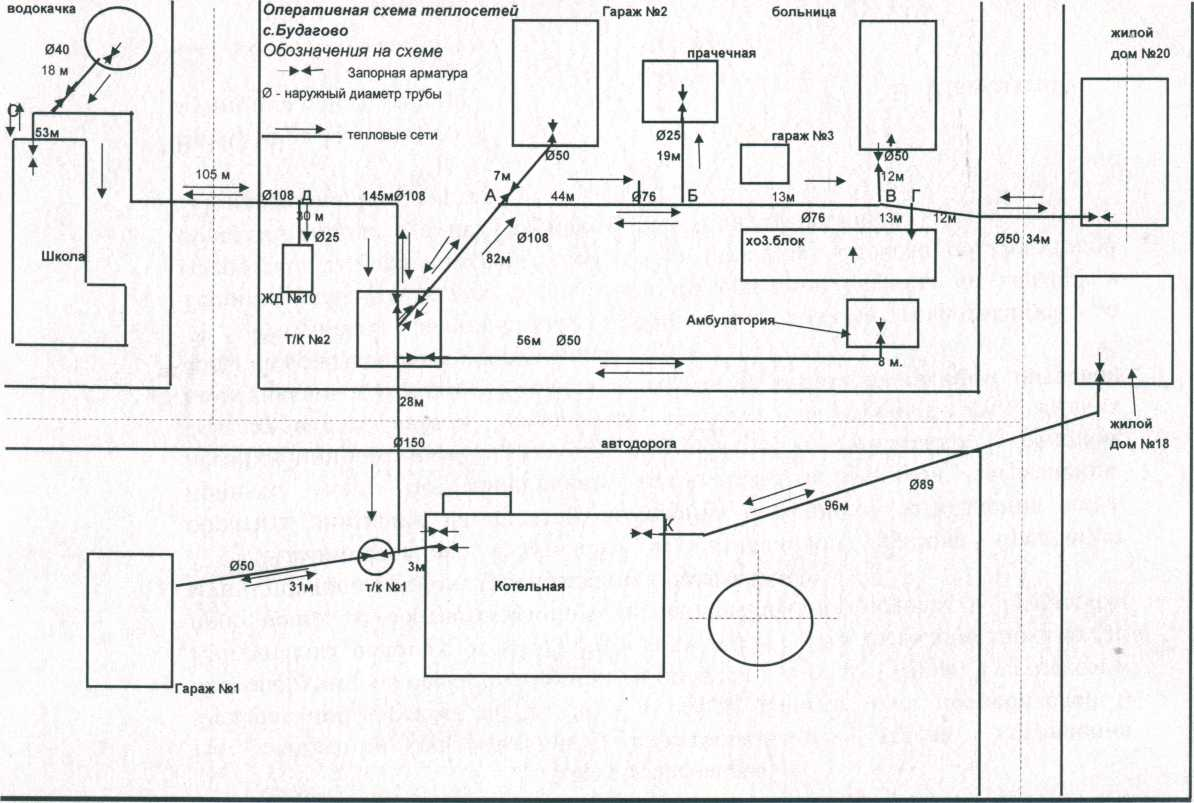 водокачка
Оперативная схема теплосетей
с.Будагово
Обозначения на схеме
Запорная арматура
Ø - наружный диаметр трубы
тепловые сети
Гараж №2
больница
прачечная
жилой
дом №20
Ø40
18 м
53м
105 м
Школа
Ø108
Д
145мØ108
30 м
Ø25
ЖД №10
Т/К №2
7м
Ø50
А
44м
Ø76
Б
Ø25
19м
гараж №3
13м
Ø50
12м
В
Г
Ø76
13м
12м
Ø50 34м
Ø108
82м
хоз.блок
Амбулатория
56м Ø50
8 м.
28м
Ø150
автодорога
жилой
дом №18
Ø89
96м
К
Ø50
31м
т/к №1
3м
Котельная
Гараж №1